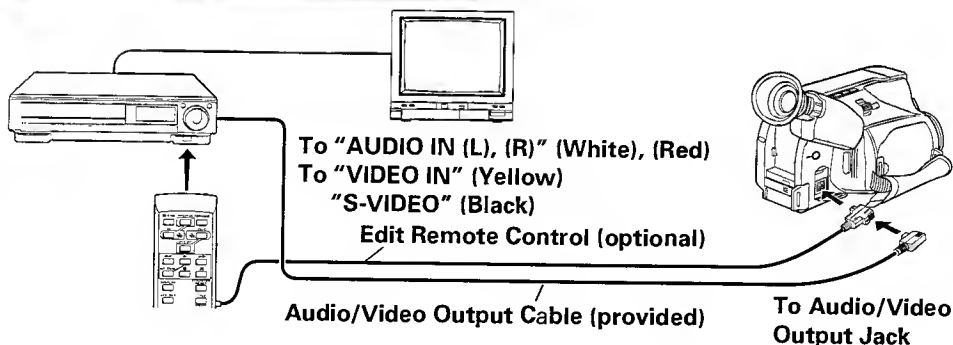 To "AUDIO IN (L), (R)" (White), (Red)
To "VIDEO IN" (Yellow)
"S-VIDEO" (Black)
Edit Remote Control (optional)
Audio/Video Output Cable (provided)
To Audio/Video
Output Jack